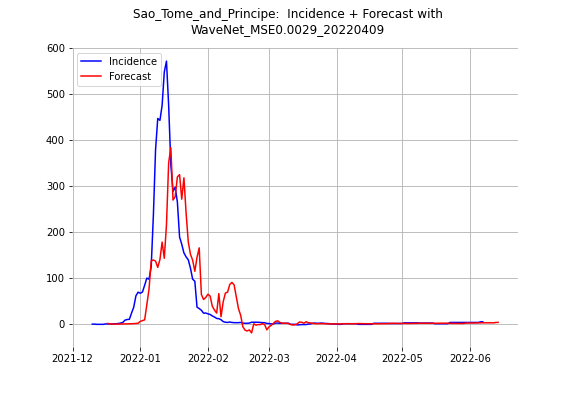 Sao_Tome_and_Principe:  Incidence + Forecast with
WaveNet_MSE0.0029_20220409
Incidence
Forecast
600
500
400
300
200
100
0
2021-12 2022-01 2022-02 2022-03 2022-04 2022-05 2022-06